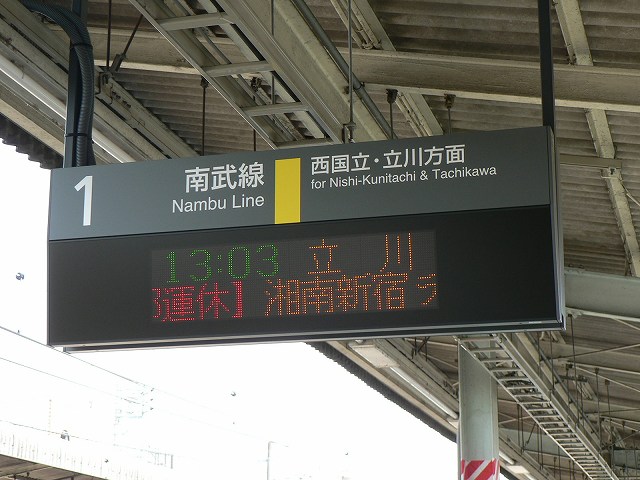 1
南武線
Nambu Line
西国立・立川方面
for Nishi-Kunitachi & Tachikawa
13:03 立 川
運休】 湘南新宿ラ